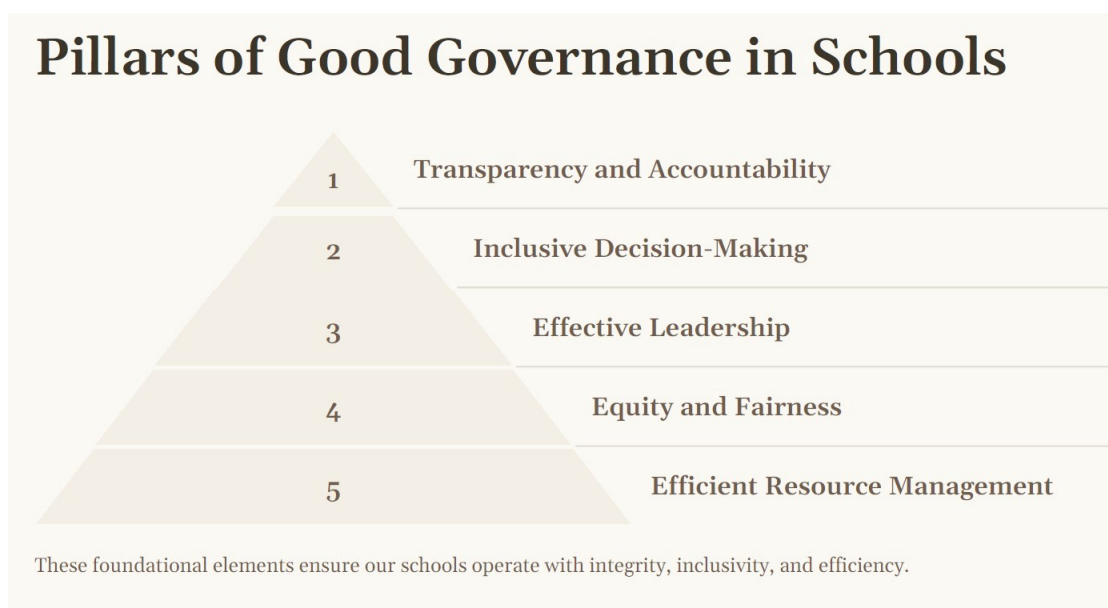 Pillars of Good Governance in Schools
1
Transparency and Accountability
2
Inclusive Decision-Making
3
Effective Leadership
4
Equity and Fairness
5
Efficient Resource Management
These foundational elements ensure our schools operate with integrity, inclusivity, and efficiency.